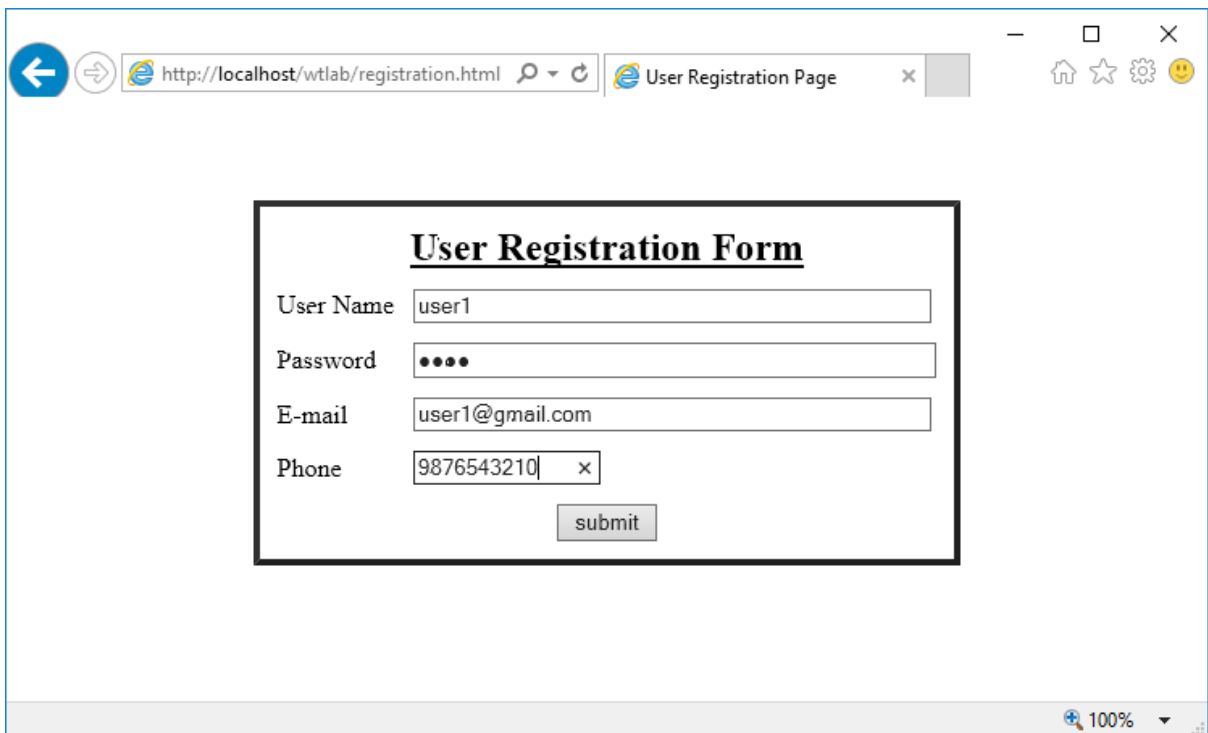 http://localhost/wtlab/registration.html User Registration Page
User Registration Form
User Name user1
Password ••••
E-mail user1@gmail.com
Phone 9876543210
submit
100%